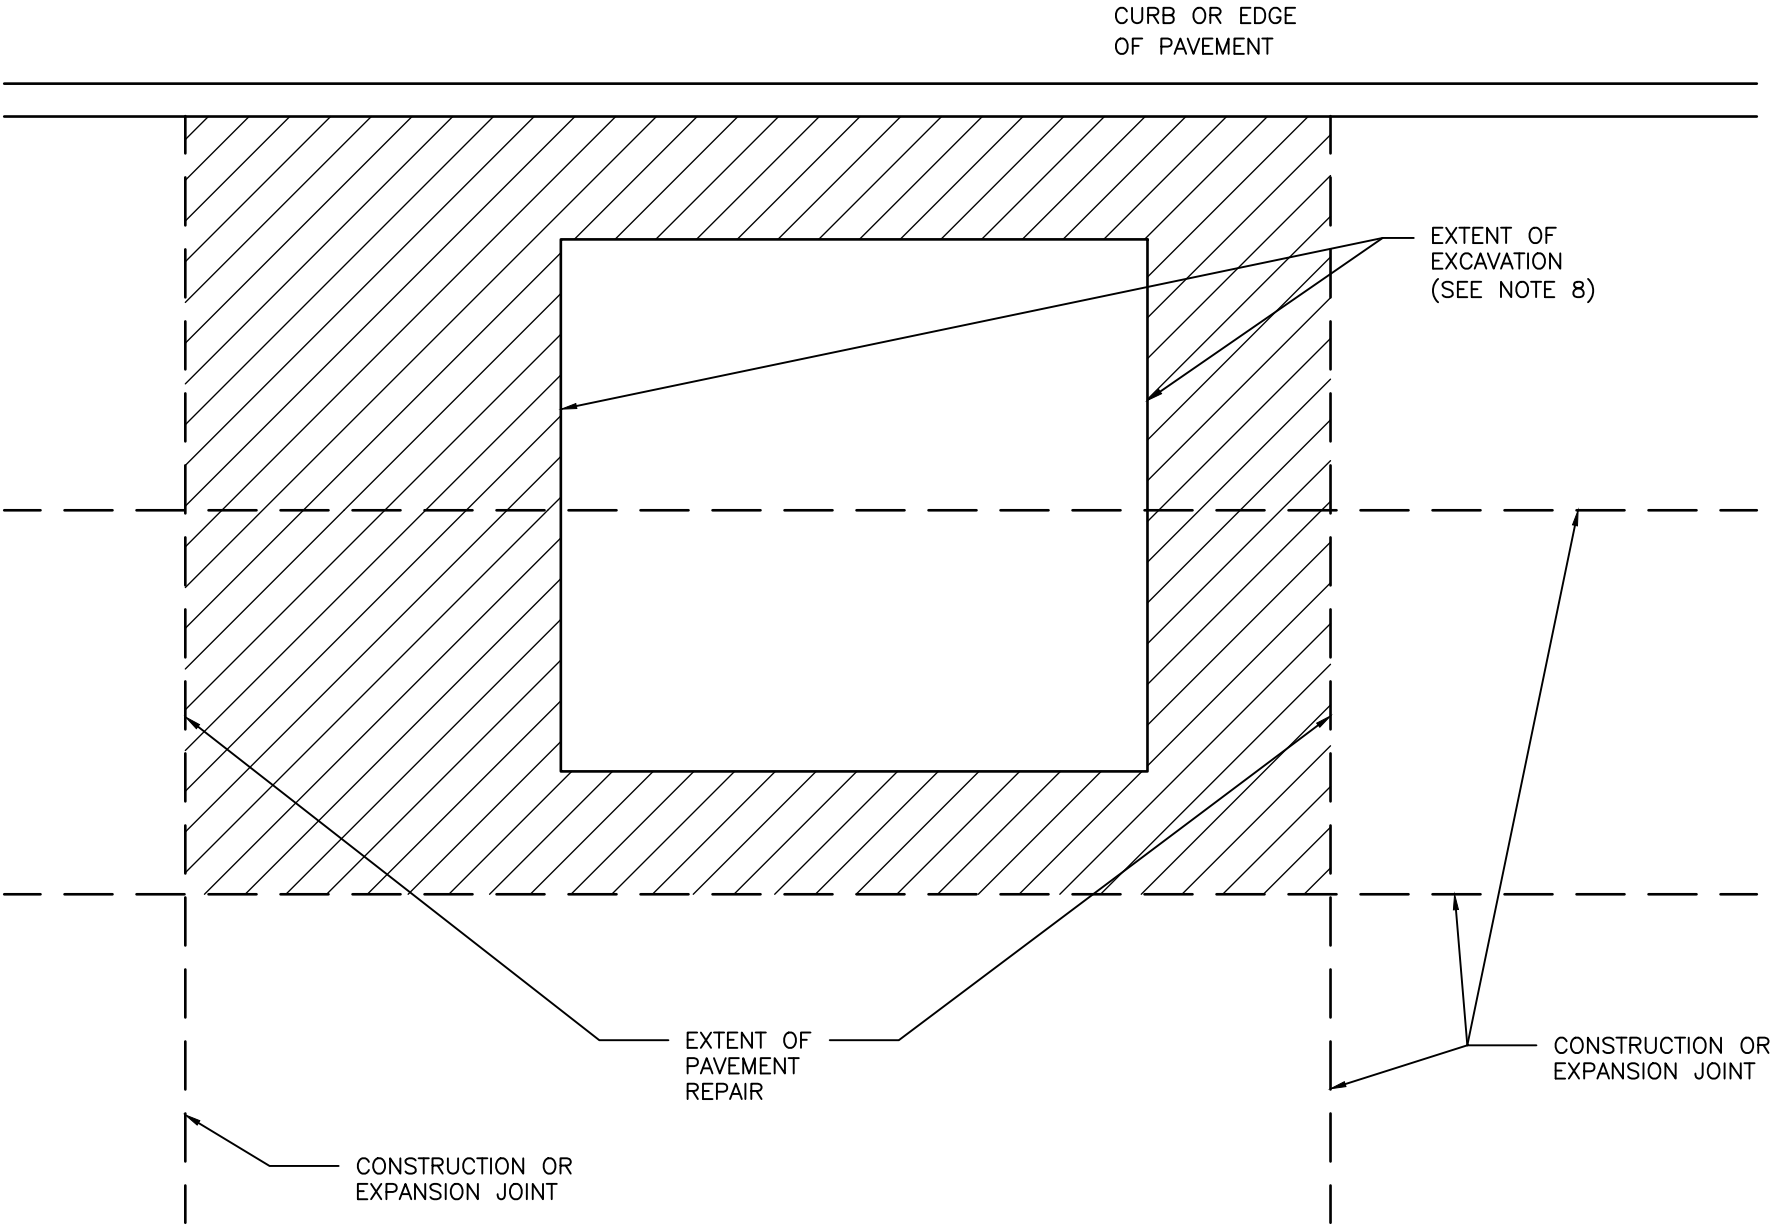 CURB OR EDGE
OF PAVEMENT
EXTENT OF
EXCAVATION
(SEE NOTE 8)
EXTENT OF
PAVEMENT
REPAIR
CONSTRUCTION OR
EXPANSION JOINT
CONSTRUCTION OR
EXPANSION JOINT